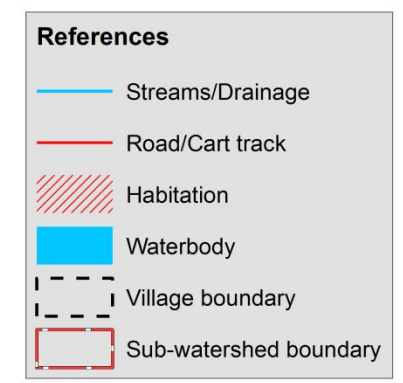 References
Streams/Drainage
Road/Cart track
Habitation
Waterbody
Village boundary
Sub-watershed boundary